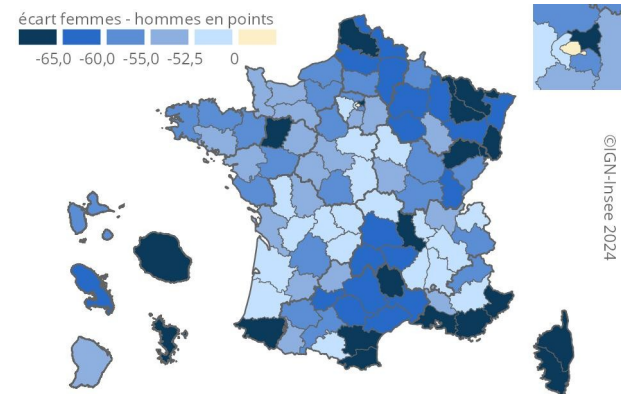 écart femmes - hommes en points
-65,0 -60,0 -55,0 -52,5 0
©IGN-Insee 2024